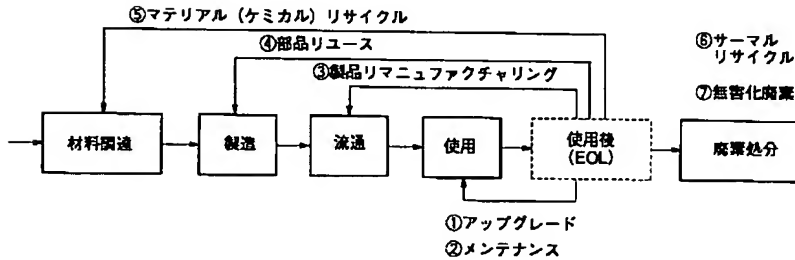 ⑤マテリアル（ケミカル）リサイクル
④部品リユース
③製品リマニュファクチャリング
⑥サーマル
リサイクル
⑦無害化廃棄
材料調達
製造
流通
使用
使用後
(EOL)
廃棄処分
①アップグレード
②メンテナンス